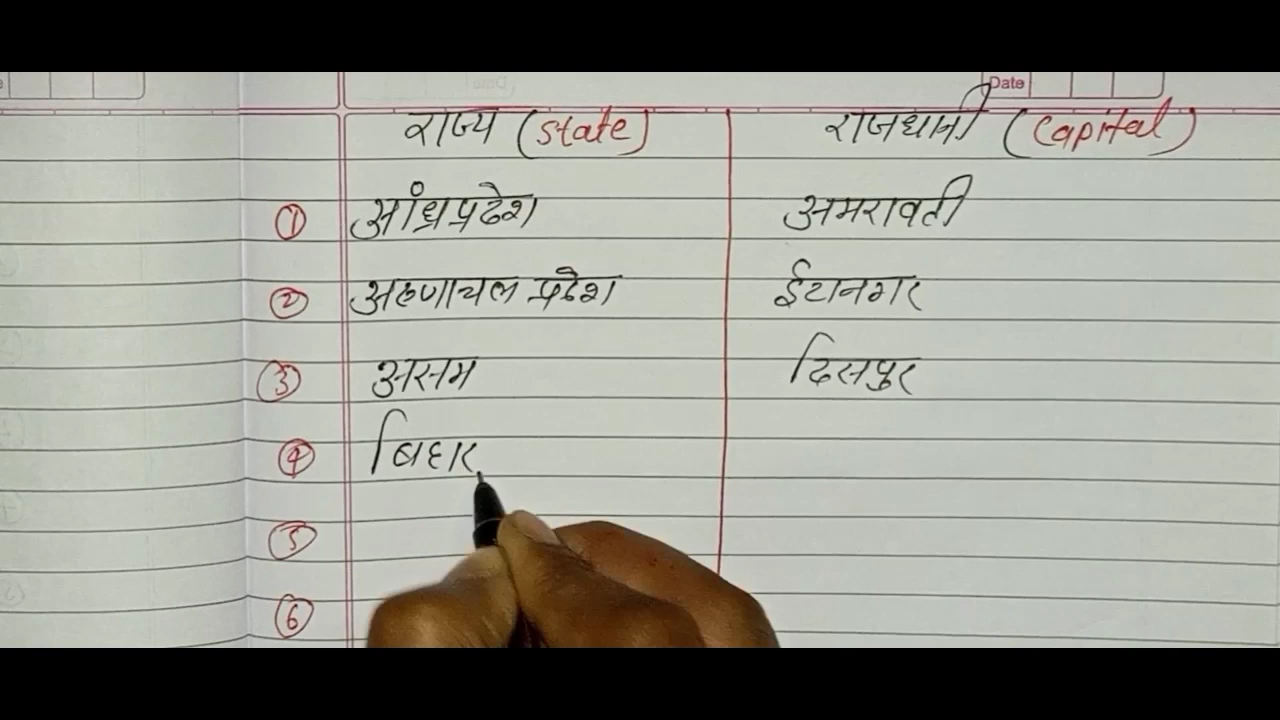 Date
राज्य (State) राजधानी (Capital)
① आंध्रप्रदेश अमरावती
② अरुणाचल प्रदेश ईटानगर
③ असम दिसपुर
④ बिहार
⑤
⑥